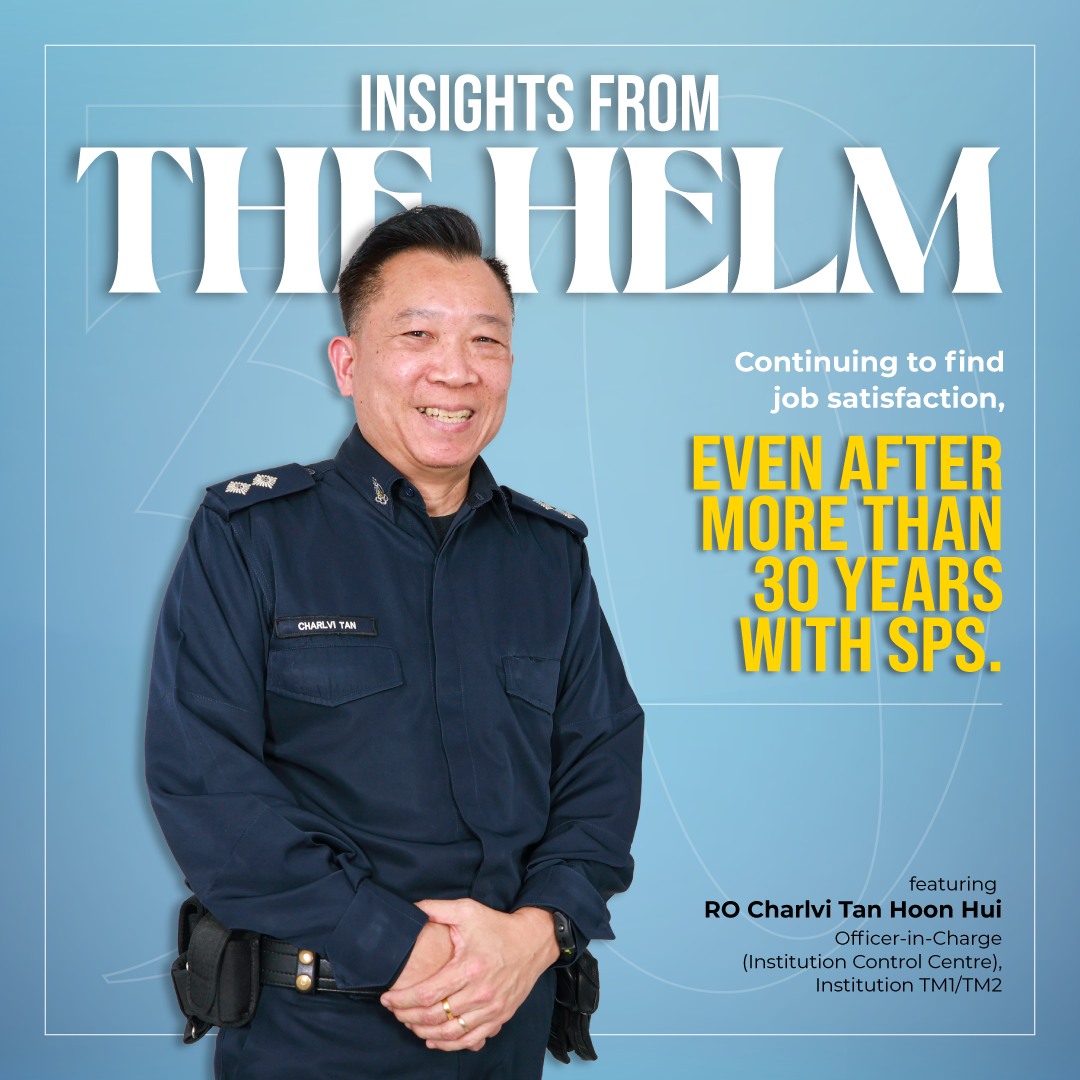 INSIGHTS FROM
THE HELM
Continuing to find
job satisfaction,
EVEN AFTER
MORE THAN
30 YEARS
WITH SPS.
CHARLVI TAN
featuring
RO Charlvi Tan Hoon Hui
Officer-in-Charge
(Institution Control Centre),
Institution TM1/TM2